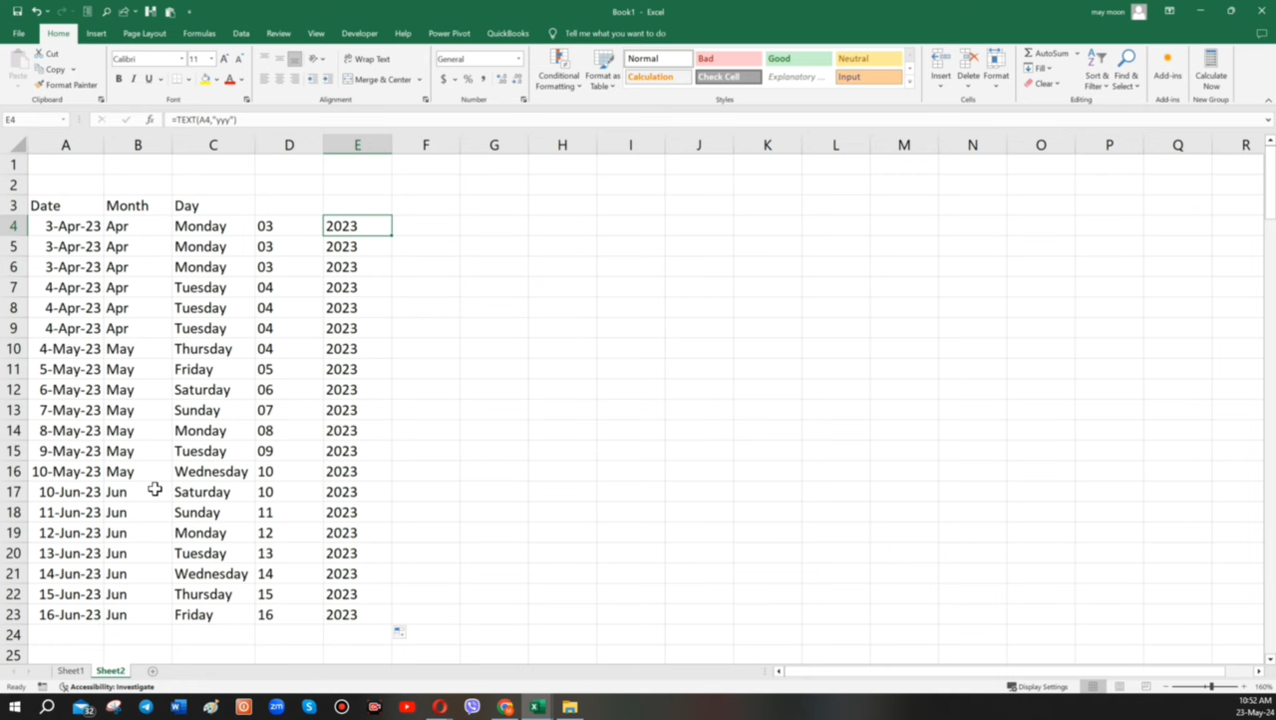 Book1 - Excel
may moon
File Home Insert Page Layout Formulas Data Review View Developer Help Power Pivot QuickBooks Tell me what you want to do
Paste
Cut
Copy
Format Painter
Clipboard
Calibri 11
B I U
Font
Wrap Text
Merge & Center
Alignment
General
$ % ,
Number
Conditional Formatting
Format as Table
Normal Bad Good Neutral
Calculation Check Cell Explanatory ... Input
Styles
Insert Delete Format
Cells
AutoSum
Fill
Clear
Sort & Filter
Find & Select
Editing
Add-ins
Add-ins
Calculate Now
New Group
E4 fx =TEXT(A4,"yyy")
A B C D E F G H I J K L M N O P Q R
1
2
3 Date Month Day
4 3-Apr-23 Apr Monday 03 2023
5 3-Apr-23 Apr Monday 03 2023
6 3-Apr-23 Apr Monday 03 2023
7 4-Apr-23 Apr Tuesday 04 2023
8 4-Apr-23 Apr Tuesday 04 2023
9 4-Apr-23 Apr Tuesday 04 2023
10 4-May-23 May Thursday 04 2023
11 5-May-23 May Friday 05 2023
12 6-May-23 May Saturday 06 2023
13 7-May-23 May Sunday 07 2023
14 8-May-23 May Monday 08 2023
15 9-May-23 May Tuesday 09 2023
16 10-May-23 May Wednesday 10 2023
17 10-Jun-23 Jun Saturday 10 2023
18 11-Jun-23 Jun Sunday 11 2023
19 12-Jun-23 Jun Monday 12 2023
20 13-Jun-23 Jun Tuesday 13 2023
21 14-Jun-23 Jun Wednesday 14 2023
22 15-Jun-23 Jun Thursday 15 2023
23 16-Jun-23 Jun Friday 16 2023
24
25
Sheet1 Sheet2
Ready Accessibility: Investigate Display Settings 160%
10:52 AM
23-May-24